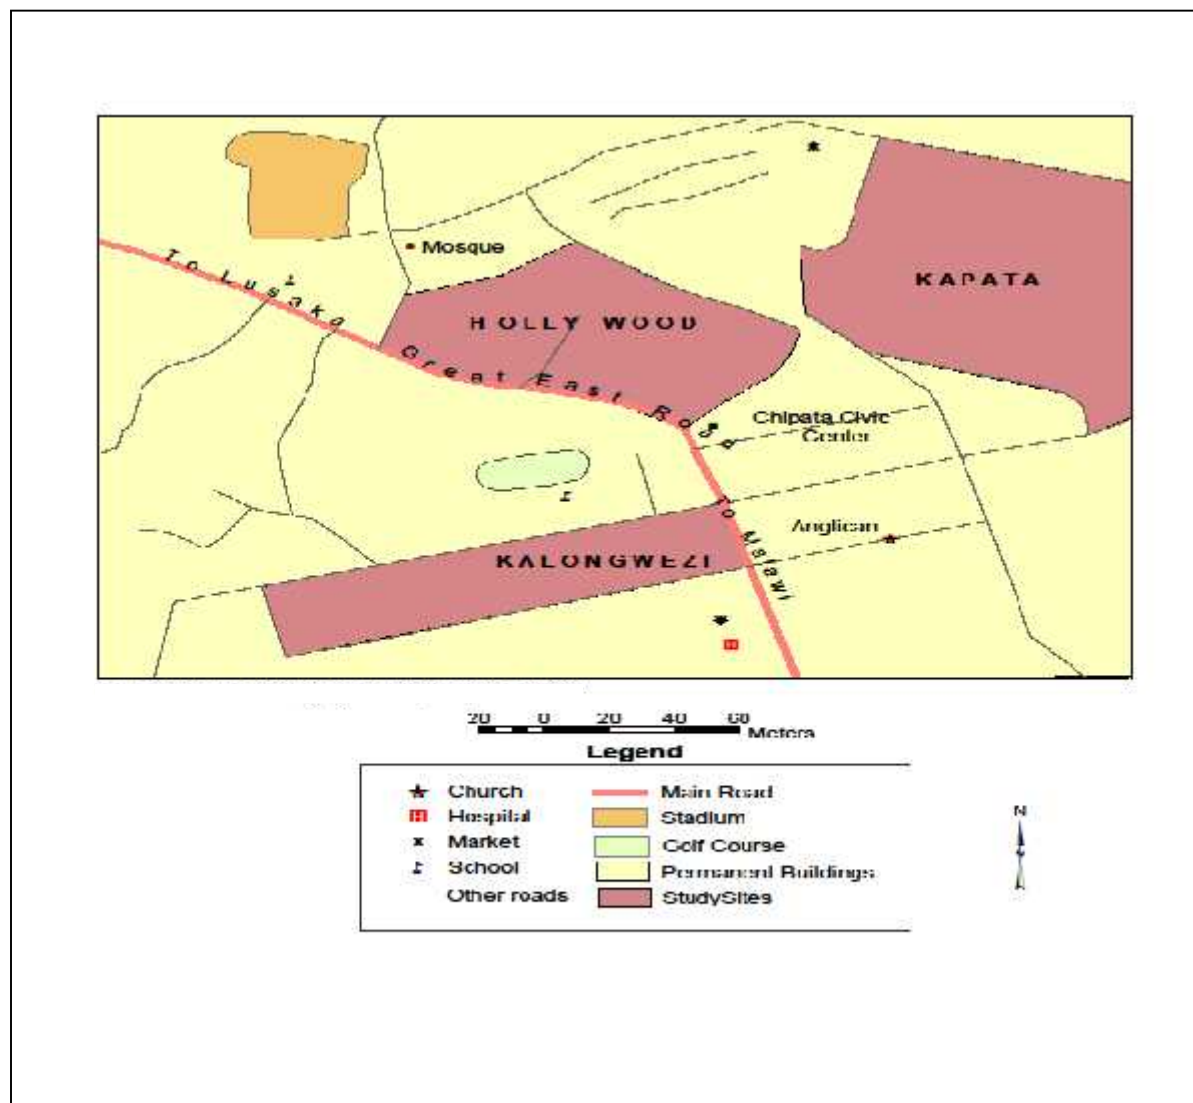 Mosque
KAPATA
To Lusaka
HOLLY WOOD
Great East Road
Chipata Civic
Center
To Malawi
Anglican
KALONGWEZI
H
20 0 20 40 60
Meters
Legend
Church
Main Road
Hospital
Stadium
Market
Golf Course
School
Permanent Buildings
Other roads
StudySites
N